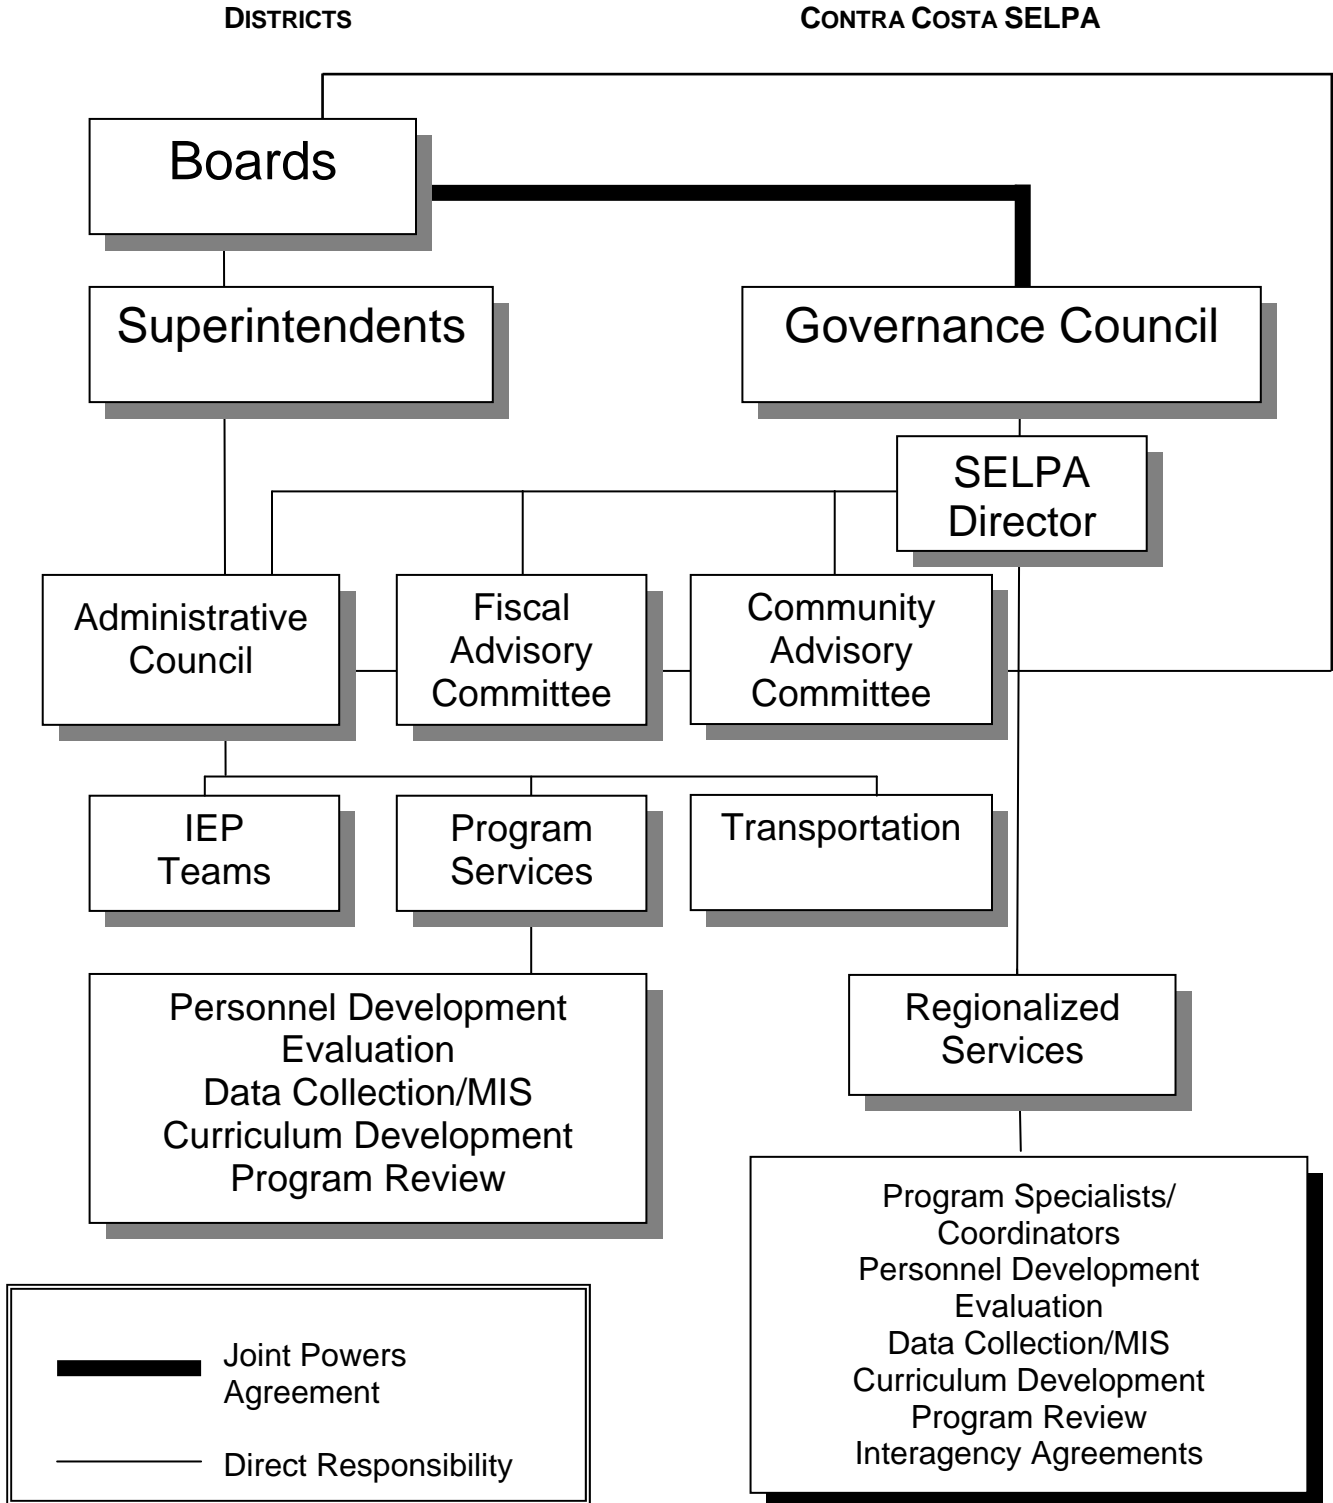 DISTRICTS
CONTRA COSTA SELPA
Boards
Superintendents
Governance Council
SELPA
Director
Administrative
Council
Fiscal
Advisory
Committee
Community
Advisory
Committee
IEP
Teams
Program
Services
Transportation
Personnel Development
Evaluation
Data Collection/MIS
Curriculum Development
Program Review
Regionalized
Services
Program Specialists/
Coordinators
Personnel Development
Evaluation
Data Collection/MIS
Curriculum Development
Program Review
Interagency Agreements
Joint Powers
Agreement
Direct Responsibility